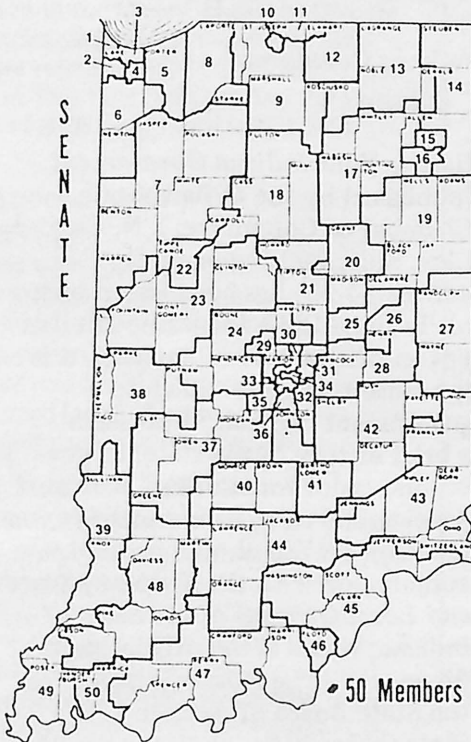 10 11
3
1
2
LAPORTE ST JOSEPH ELKHART LAGRANGE STEUBEN
LAKE PORTER
4 5 8 12 13 14
NOBLE DEKALB
MARSHALL KOSCIUSKO
6 STARKE 9
JASPER WHITLEY ALLEN
NEWTON PULASKI FULTON 15
16
17
7 WHITE CASS 18 WABASH HUNTINGTON WELLS ADAMS
BENTON CARROLL 19
GRANT
BLACKFORD JAY
WARREN TIPPECANOE HOWARD 20
22 CLINTON TIPTON MADISON DELAWARE
21
23
FOUNTAIN MONTGOMERY BOONE 24 HAMILTON 25 26 27
29 30 HENRY
WAYNE
PARKE HENDRICKS MARION HANCOCK 28
VERMILLION PUTNAM 33 31 RUSH FAYETTE UNION
38 35 34
32 SHELBY
VIGO CLAY 36 JOHNSON 42
OWEN 37 DECATUR
SULLIVAN MONROE BROWN BARTHOLOMEW RIPLEY DEARBORN
40 41 43
GREENE JENNINGS
LAWRENCE JACKSON OHIO
39 KNOX JEFFERSON SWITZERLAND
DAVIESS MARTIN 44
48 WASHINGTON SCOTT
ORANGE CLARK
PIKE DUBOIS 45
GIBSON CRAWFORD FLOYD
46
POSEY WARRICK PERRY
47
49 50 SPENCER
SENATE
50 Members